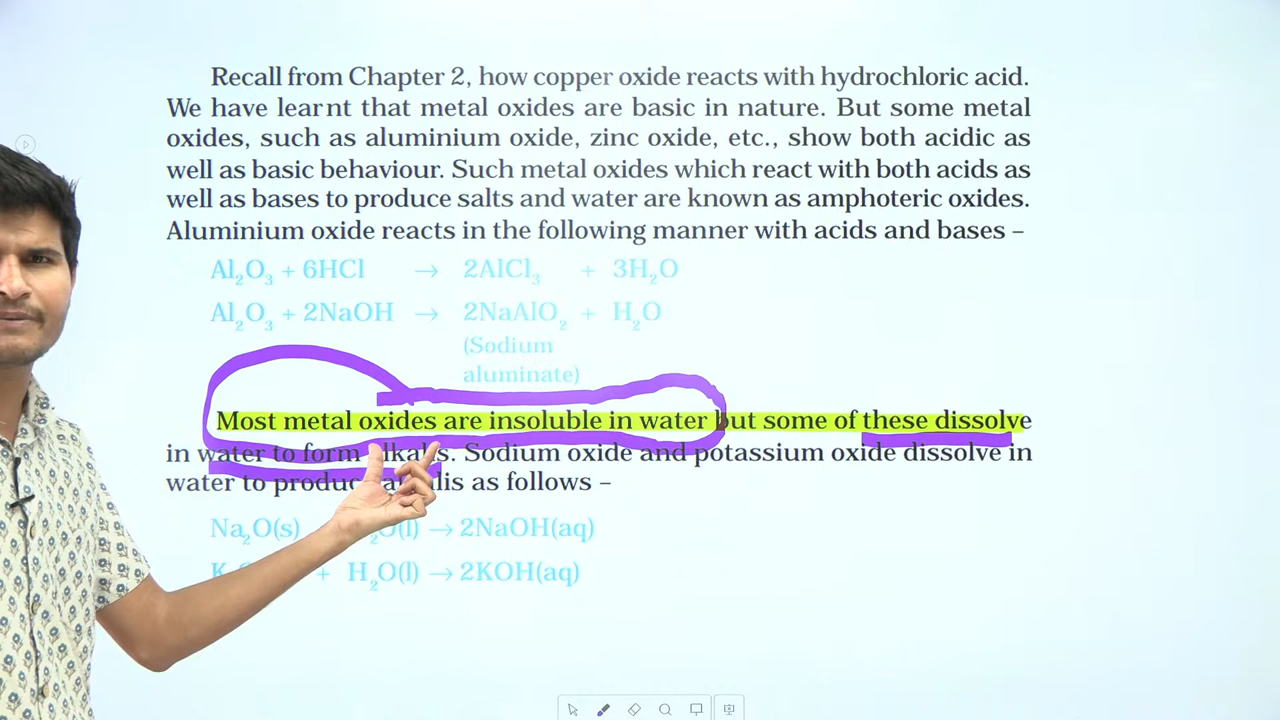 Recall from Chapter 2, how copper oxide reacts with hydrochloric acid.
We have learnt that metal oxides are basic in nature. But some metal
oxides, such as aluminium oxide, zinc oxide, etc., show both acidic as
well as basic behaviour. Such metal oxides which react with both acids as
well as bases to produce salts and water are known as amphoteric oxides.
Aluminium oxide reacts in the following manner with acids and bases –
Al₂O₃ + 6HCl → 2AlCl₃ + 3H₂O
Al₂O₃ + 2NaOH → 2NaAlO₂ + H₂O
(Sodium
aluminate)
Most metal oxides are insoluble in water but some of these dissolve
in water to form alkalis. Sodium oxide and potassium oxide dissolve in
water to produce alkalis as follows –
Na₂O(s) ₂O(l) → 2NaOH(aq)
+ H₂O(l) → 2KOH(aq)